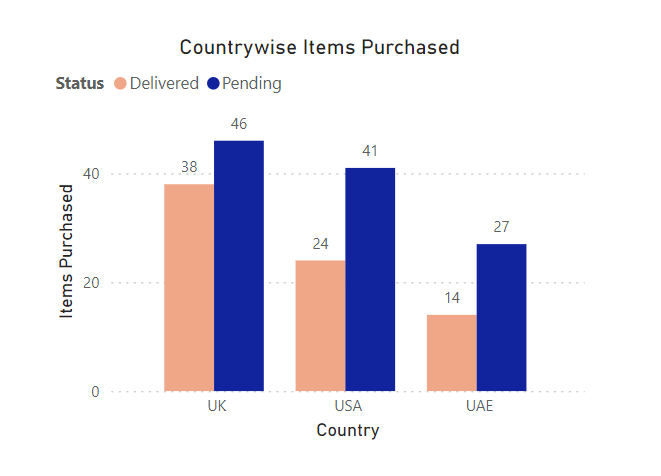 Countrywise Items Purchased
Status Delivered Pending
46
38
41
24
27
14
40
20
0
Items Purchased
UK USA UAE
Country